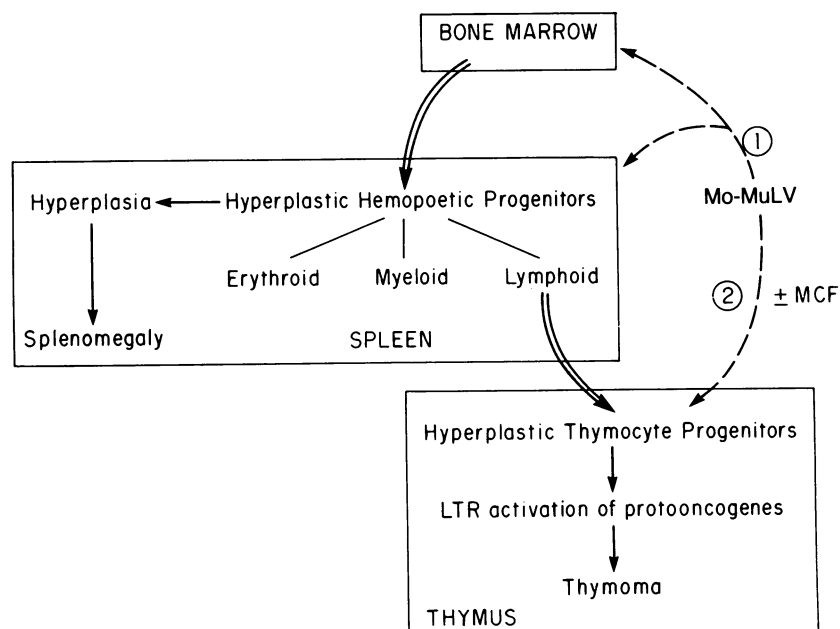 BONE MARROW
①
Hyperplasia
Hyperplastic Hemopoetic Progenitors
Mo-MuLV
Erythroid
Myeloid
Lymphoid
②
± MCF
Splenomegaly
SPLEEN
Hyperplastic Thymocyte Progenitors
LTR activation of protooncogenes
Thymoma
THYMUS